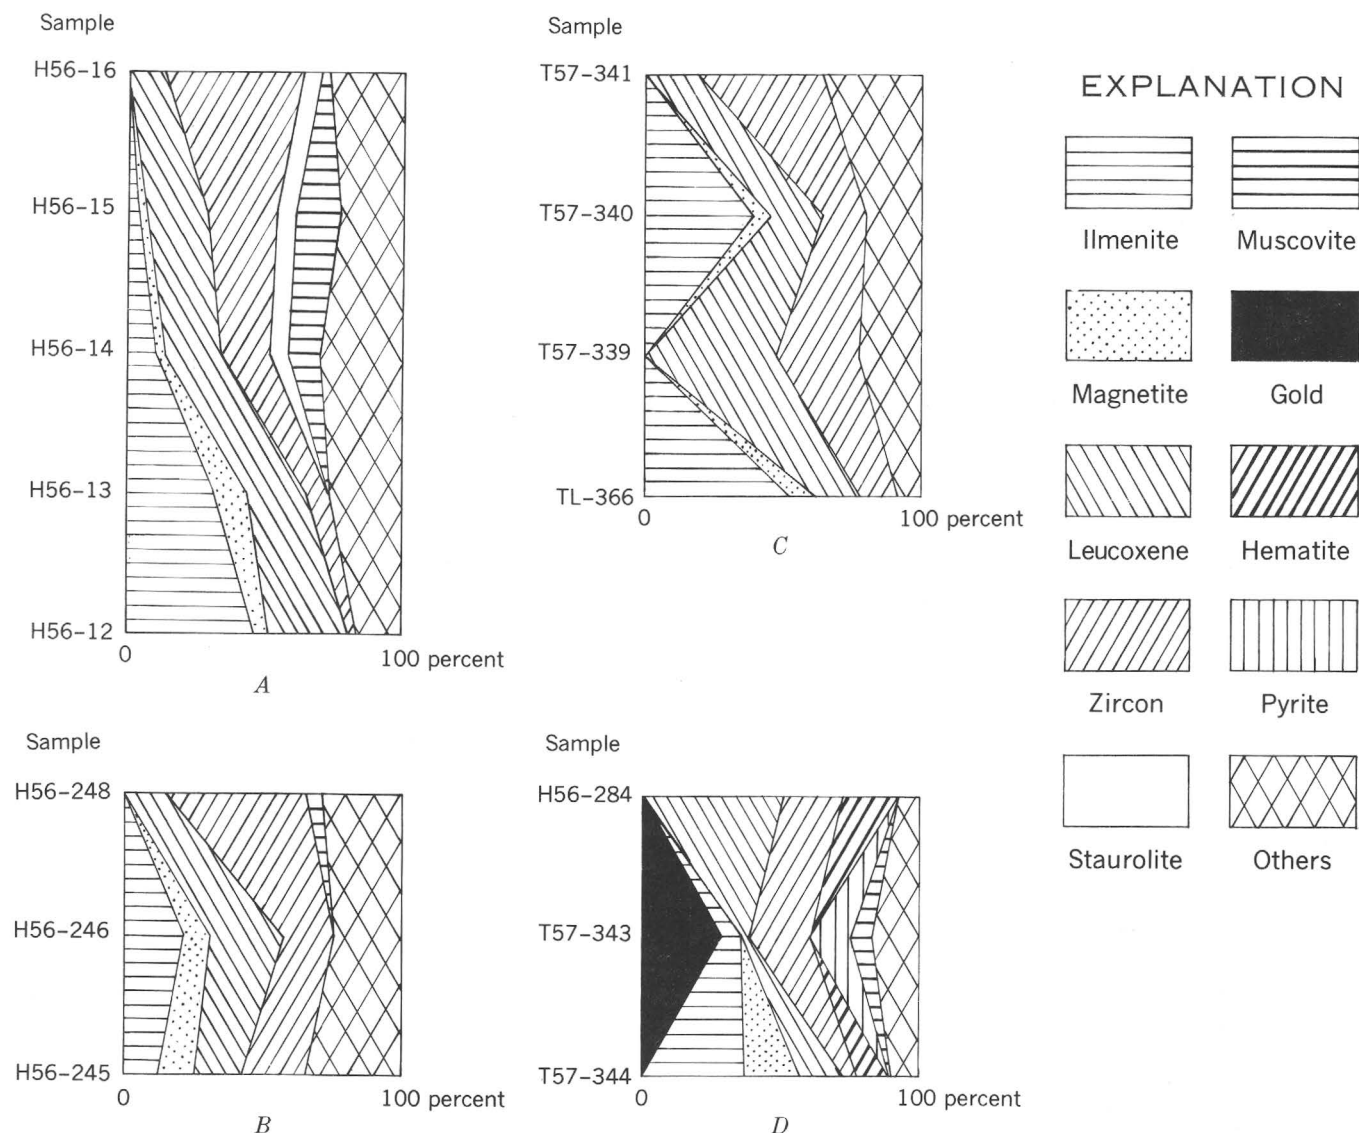 Sample
H56-16
H56-15
H56-14
H56-13
H56-12
0 100 percent
A
Sample
T57-341
T57-340
T57-339
TL-366
0 100 percent
C
EXPLANATION
Ilmenite Muscovite
Magnetite Gold
Leucoxene Hematite
Zircon Pyrite
Staurolite Others
Sample
H56-248
H56-246
H56-245
0 100 percent
B
Sample
H56-284
T57-343
T57-344
0 100 percent
D